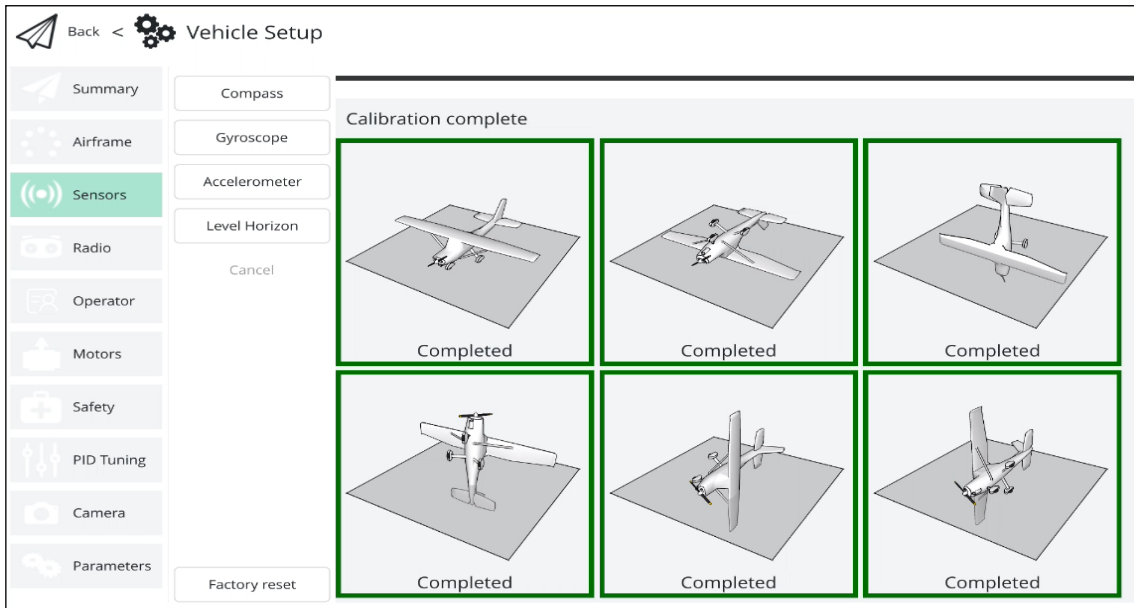 Back < Vehicle Setup
Summary
Airframe
Sensors
Radio
Operator
Motors
Safety
PID Tuning
Camera
Parameters
Compass
Gyroscope
Accelerometer
Level Horizon
Cancel
Factory reset
Calibration complete
Completed
Completed
Completed
Completed
Completed
Completed